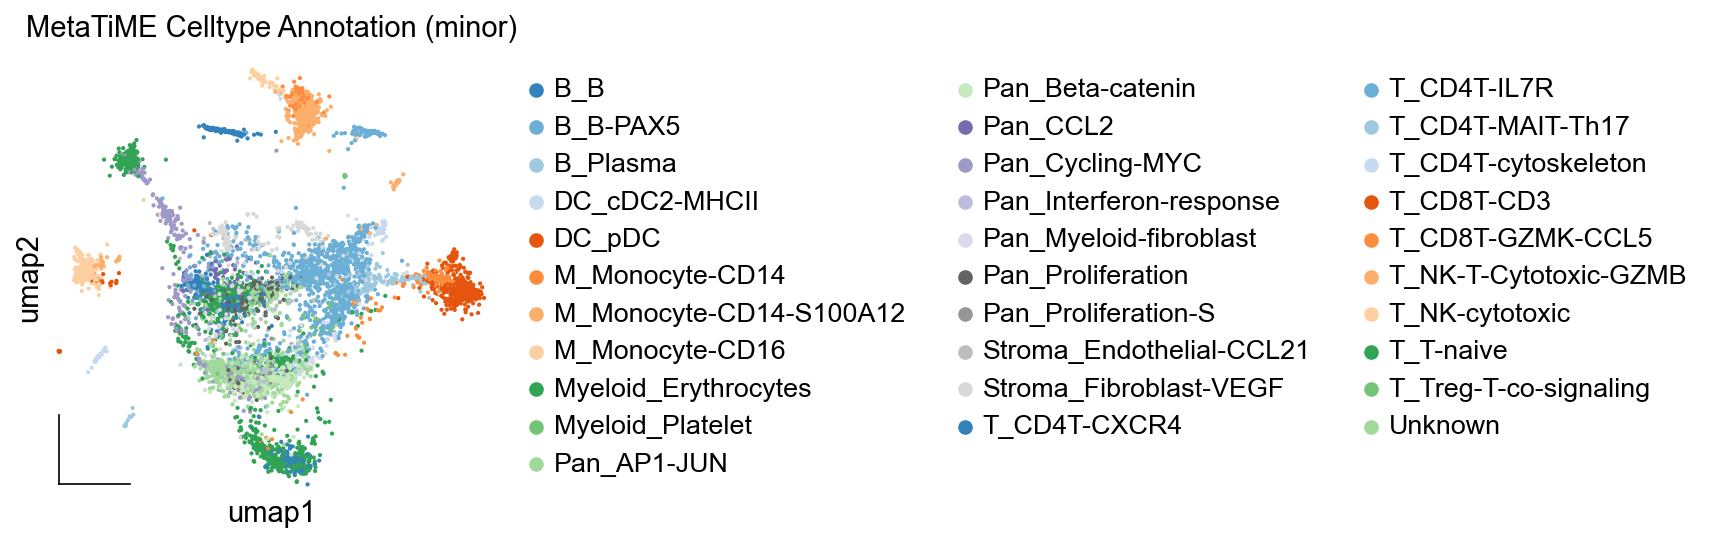 MetaTiME Celltype Annotation (minor)
B_B
B_B-PAX5
B_Plasma
DC_cDC2-MHCII
DC_pDC
M_Monocyte-CD14
M_Monocyte-CD14-S100A12
M_Monocyte-CD16
Myeloid_Erythrocytes
Myeloid_Platelet
Pan_AP1-JUN
Pan_Beta-catenin
Pan_CCL2
Pan_Cycling-MYC
Pan_Interferon-response
Pan_Myeloid-fibroblast
Pan_Proliferation
Pan_Proliferation-S
Stroma_Endothelial-CCL21
Stroma_Fibroblast-VEGF
T_CD4T-CXCR4
T_CD4T-IL7R
T_CD4T-MAIT-Th17
T_CD4T-cytoskeleton
T_CD8T-CD3
T_CD8T-GZMK-CCL5
T_NK-T-Cytotoxic-GZMB
T_NK-cytotoxic
T_T-naive
T_Treg-T-co-signaling
Unknown
umap2
umap1